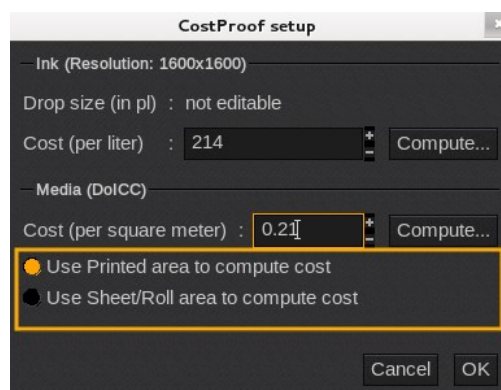 CostProof setup
Ink (Resolution: 1600x1600)
Drop size (in pl) : not editable
Cost (per liter) : 214 Compute...
Media (DoICC)
Cost (per square meter) : 0.21 Compute...
Use Printed area to compute cost
Use Sheet/Roll area to compute cost
Cancel OK